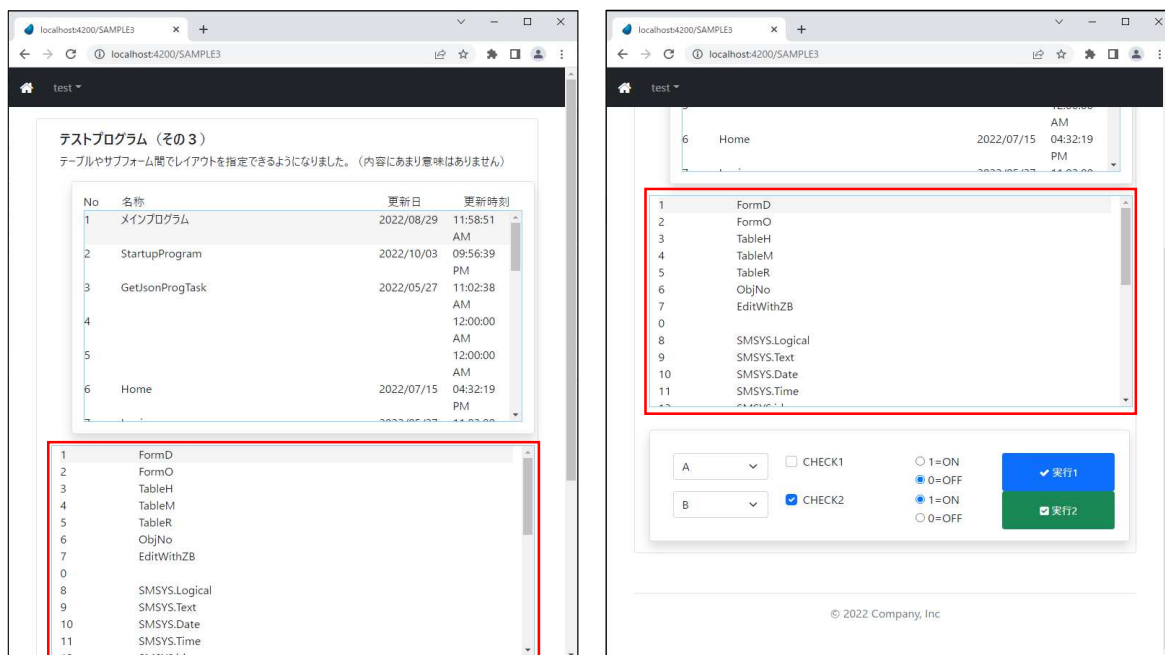 localhost:4200/SAMPLE3
localhost:4200/SAMPLE3
test
テストプログラム（その３）
テーブルやサブフォーム間でレイアウトを指定できるようになりました。（内容にあまり意味はありません）
No 名称 更新日 更新時刻
1 メインプログラム 2022/08/29 11:58:51 AM
2 StartupProgram 2022/10/03 09:56:39 PM
3 GetJsonProgTask 2022/05/27 11:02:38 AM
4 12:00:00 AM
5 12:00:00 AM
6 Home 2022/07/15 04:32:19 PM
1 FormD
2 FormO
3 TableH
4 TableM
5 TableR
6 ObjNo
7 EditWithZB
0
8 SMSYS.Logical
9 SMSYS.Text
10 SMSYS.Date
11 SMSYS.Time
localhost:4200/SAMPLE3
localhost:4200/SAMPLE3
test
AM
6 Home 2022/07/15 04:32:19 PM
1 FormD
2 FormO
3 TableH
4 TableM
5 TableR
6 ObjNo
7 EditWithZB
0
8 SMSYS.Logical
9 SMSYS.Text
10 SMSYS.Date
11 SMSYS.Time
A CHECK1 1=ON 実行1
0=OFF
B CHECK2 1=ON 実行2
0=OFF
© 2022 Company, Inc